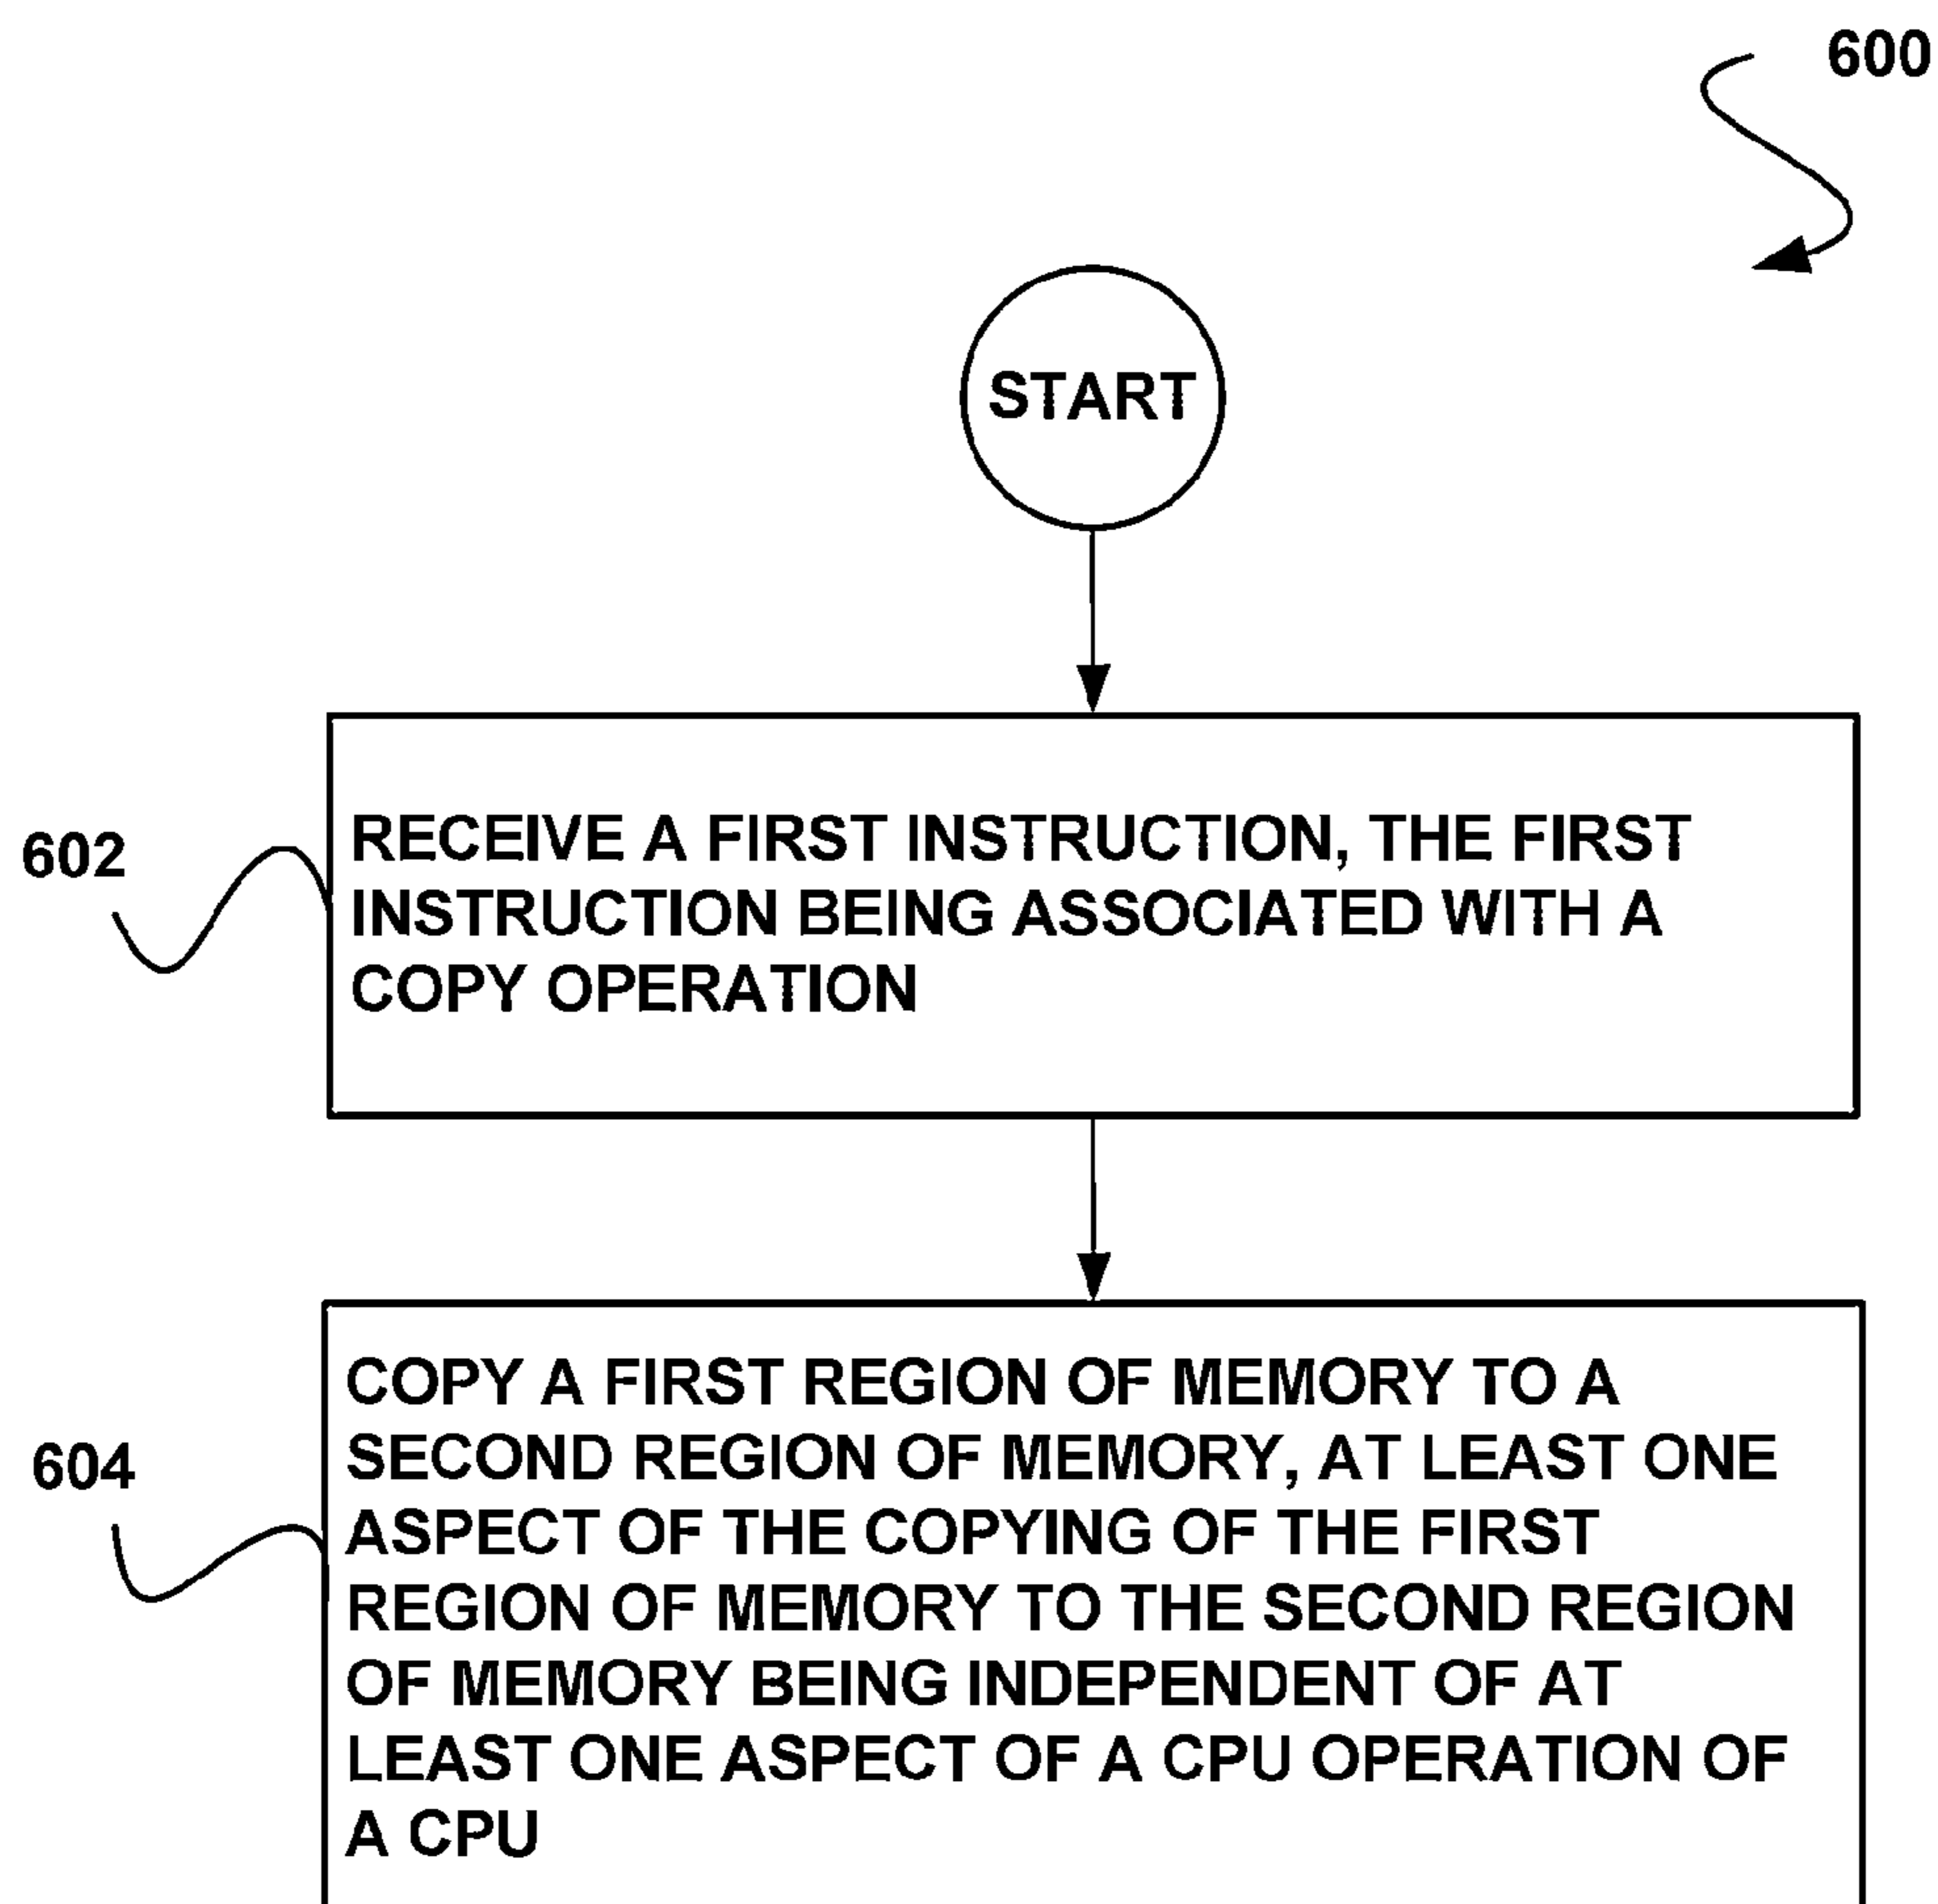 600
START
602
RECEIVE A FIRST INSTRUCTION, THE FIRST
INSTRUCTION BEING ASSOCIATED WITH A
COPY OPERATION
604
COPY A FIRST REGION OF MEMORY TO A
SECOND REGION OF MEMORY, AT LEAST ONE
ASPECT OF THE COPYING OF THE FIRST
REGION OF MEMORY TO THE SECOND REGION
OF MEMORY BEING INDEPENDENT OF AT
LEAST ONE ASPECT OF A CPU OPERATION OF
A CPU